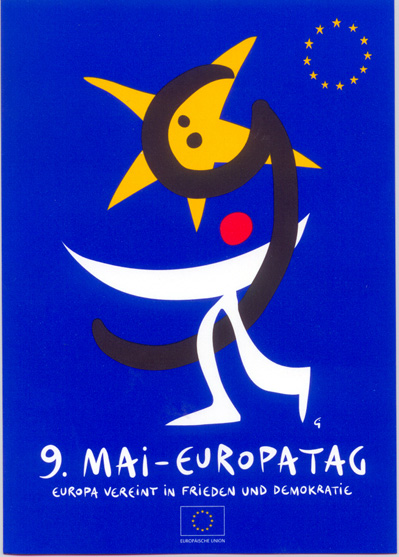 G
9. MAi-EUROPATAG
EUROPA VEREINT IN FRIEDEN UND DEMOKRATIE
EUROPÄISCHE UNION